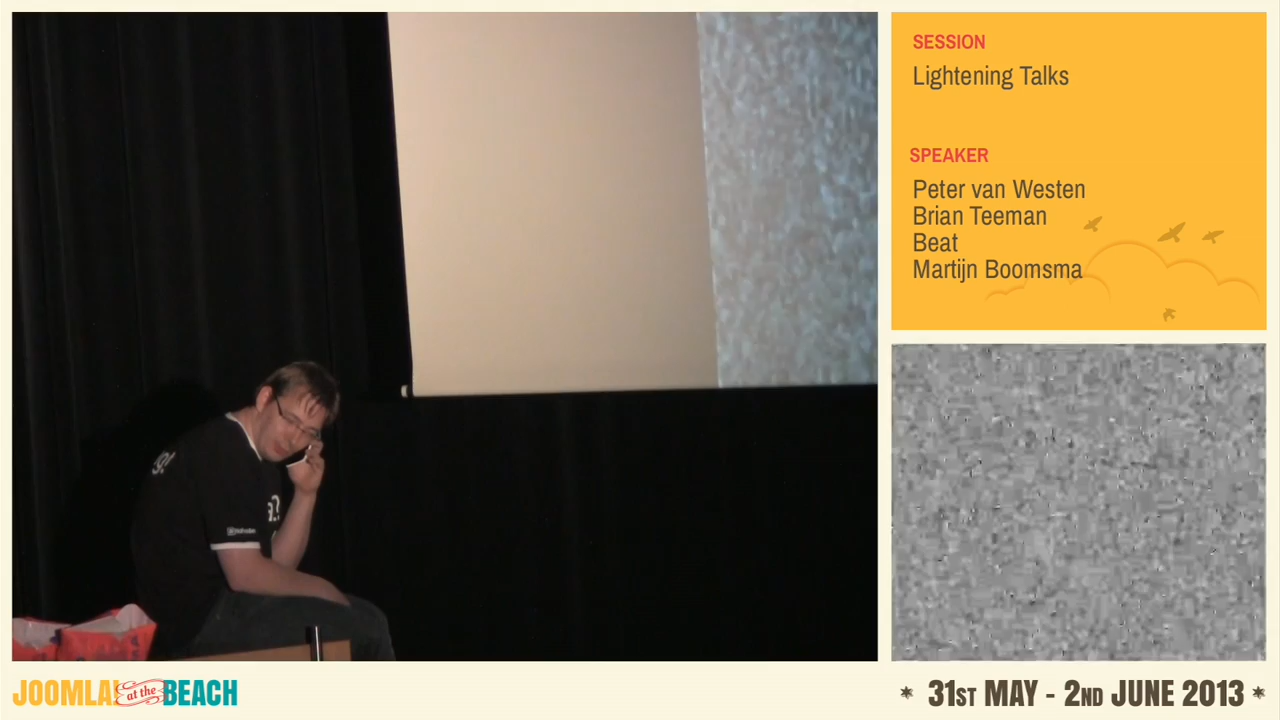 SESSION
Lightening Talks
SPEAKER
Peter van Westen
Brian Teeman
Beat
Martijn Boomsma
JOOMLA! at the BEACH
* 31ST MAY - 2ND JUNE 2013 *